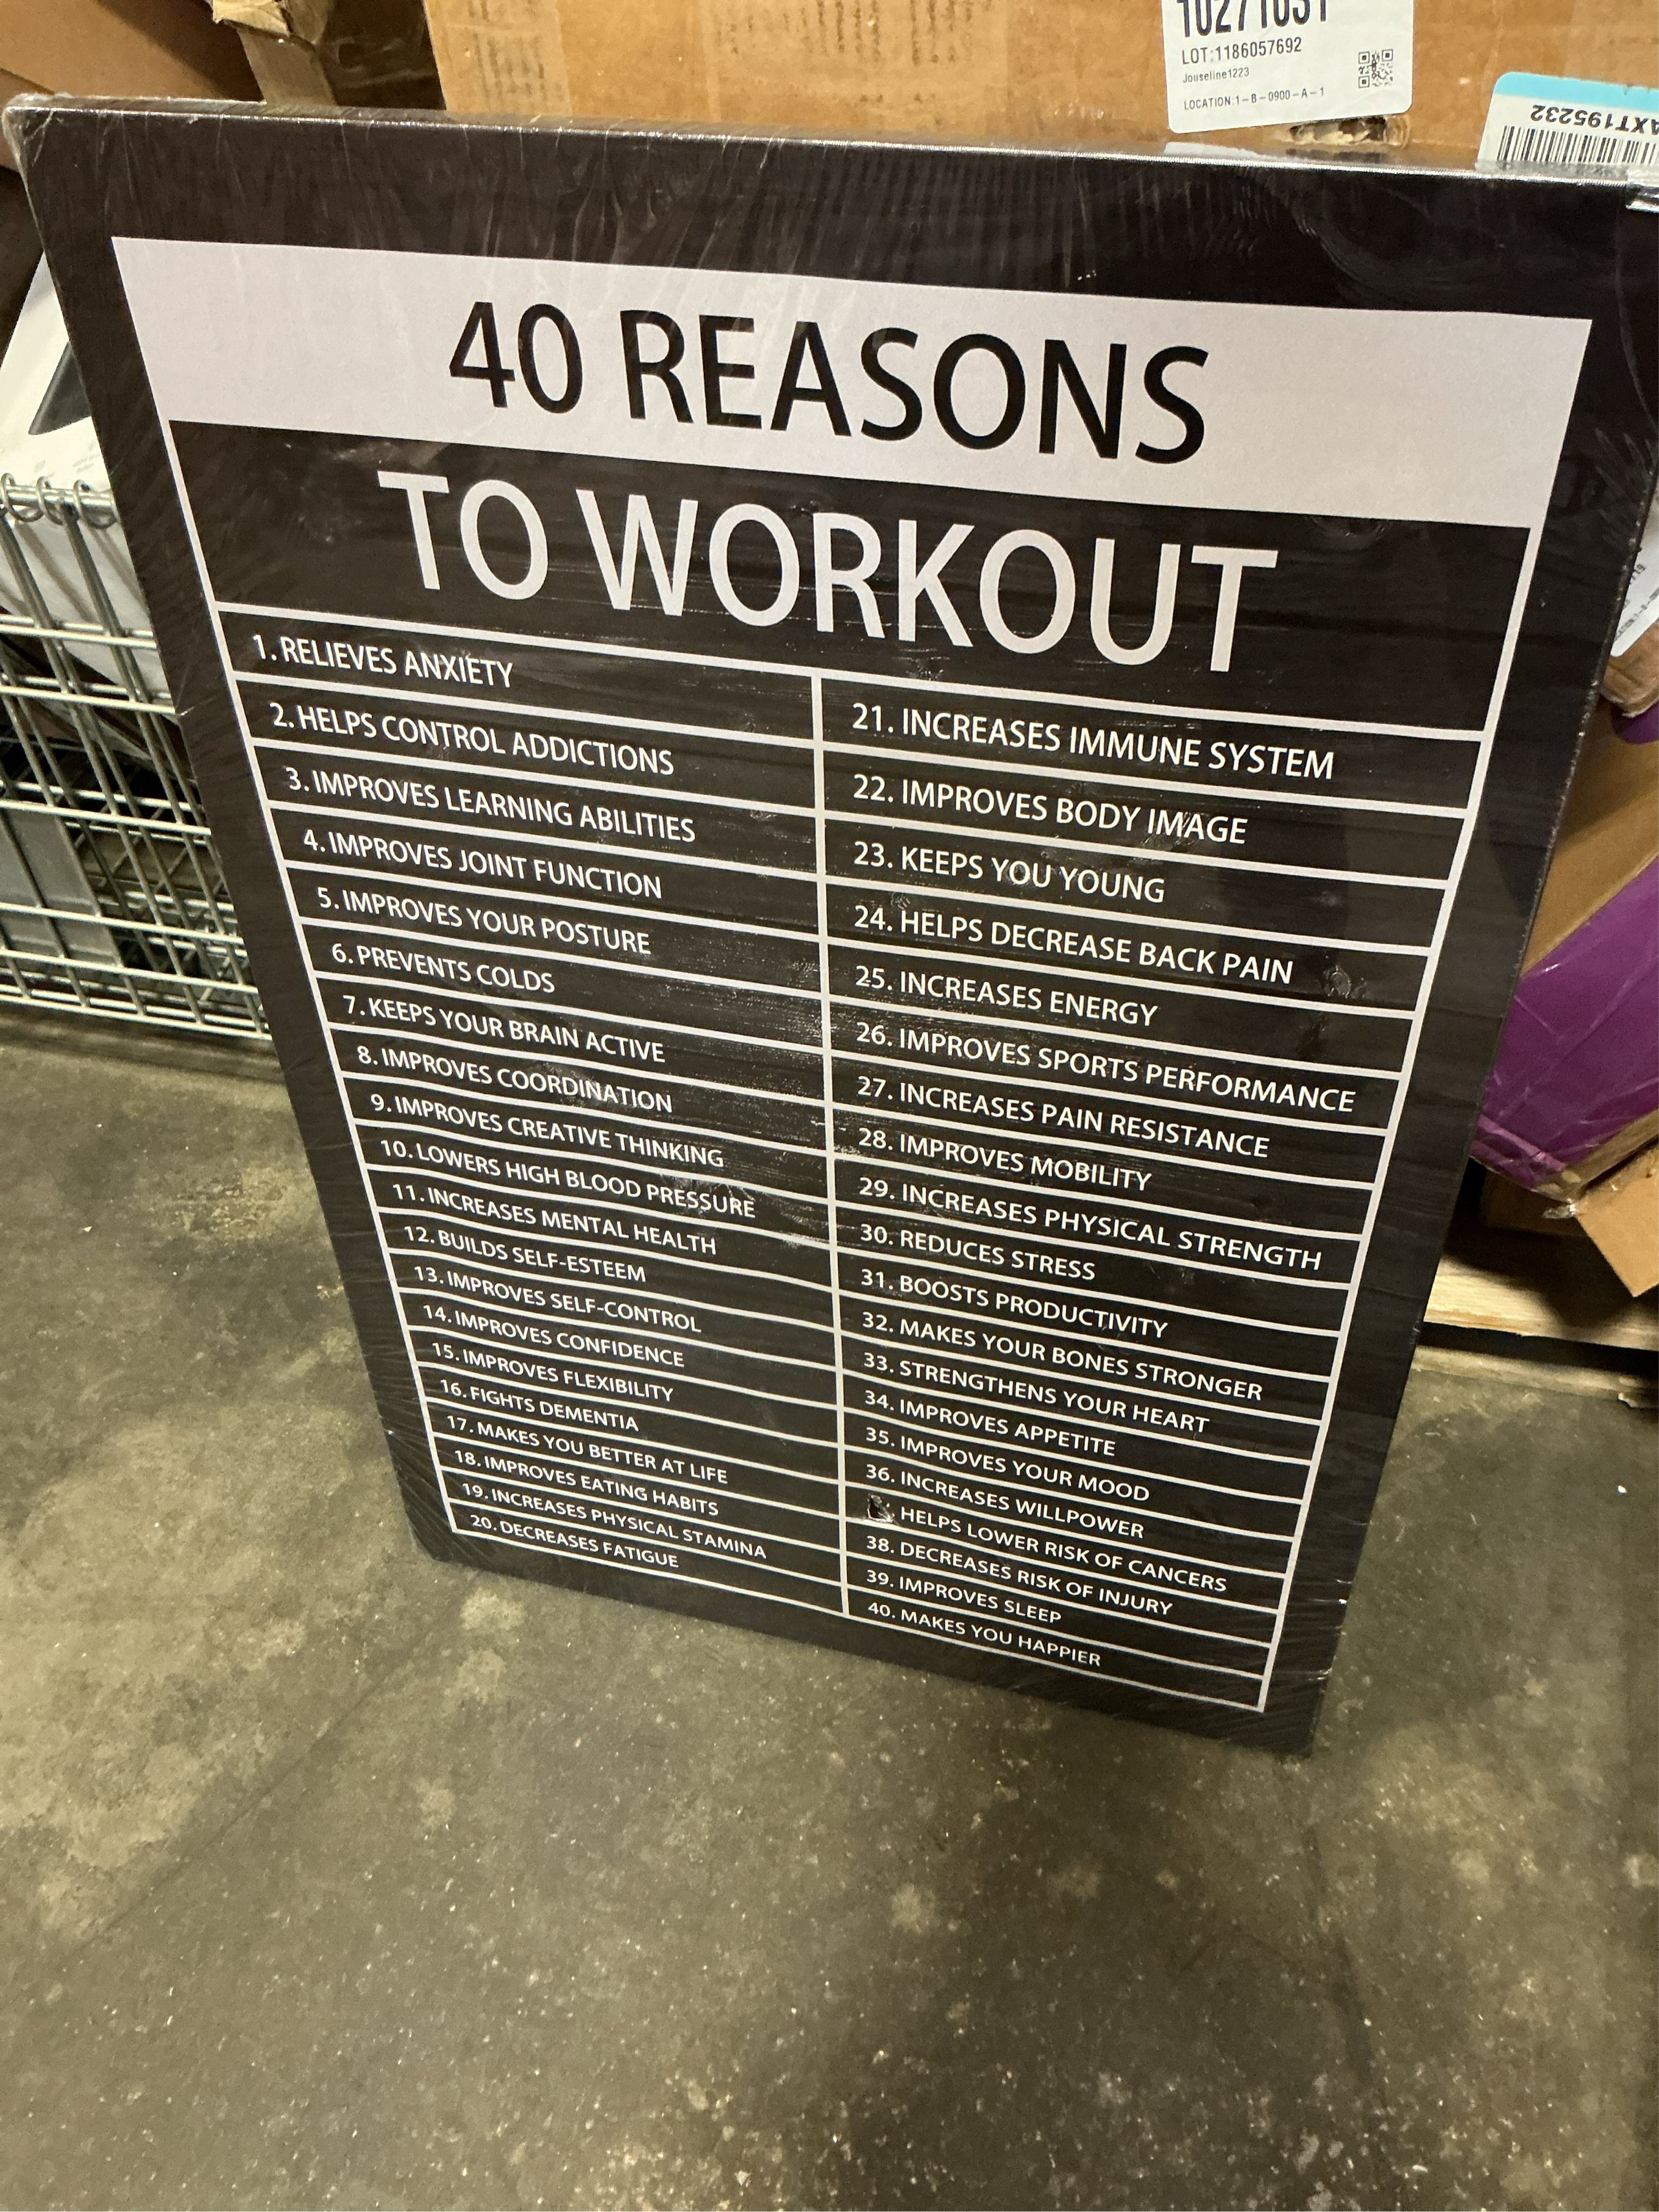 LOT:1186057692
Jouseline1223
LOCATION:1-B-0900-A-1
AXT195232
40 REASONS
TO WORKOUT
1. RELIEVES ANXIETY
2. HELPS CONTROL ADDICTIONS
3. IMPROVES LEARNING ABILITIES
4. IMPROVES JOINT FUNCTION
5. IMPROVES YOUR POSTURE
6. PREVENTS COLDS
7. KEEPS YOUR BRAIN ACTIVE
8. IMPROVES COORDINATION
9. IMPROVES CREATIVE THINKING
10. LOWERS HIGH BLOOD PRESSURE
11. INCREASES MENTAL HEALTH
12. BUILDS SELF-ESTEEM
13. IMPROVES SELF-CONTROL
14. IMPROVES CONFIDENCE
15. IMPROVES FLEXIBILITY
16. FIGHTS DEMENTIA
17. MAKES YOU BETTER AT LIFE
18. IMPROVES EATING HABITS
19. INCREASES PHYSICAL STAMINA
20. DECREASES FATIGUE
21. INCREASES IMMUNE SYSTEM
22. IMPROVES BODY IMAGE
23. KEEPS YOU YOUNG
24. HELPS DECREASE BACK PAIN
25. INCREASES ENERGY
26. IMPROVES SPORTS PERFORMANCE
27. INCREASES PAIN RESISTANCE
28. IMPROVES MOBILITY
29. INCREASES PHYSICAL STRENGTH
30. REDUCES STRESS
31. BOOSTS PRODUCTIVITY
32. MAKES YOUR BONES STRONGER
33. STRENGTHENS YOUR HEART
34. IMPROVES APPETITE
35. IMPROVES YOUR MOOD
36. INCREASES WILLPOWER
HELPS LOWER RISK OF CANCERS
38. DECREASES RISK OF INJURY
39. IMPROVES SLEEP
40. MAKES YOU HAPPIER